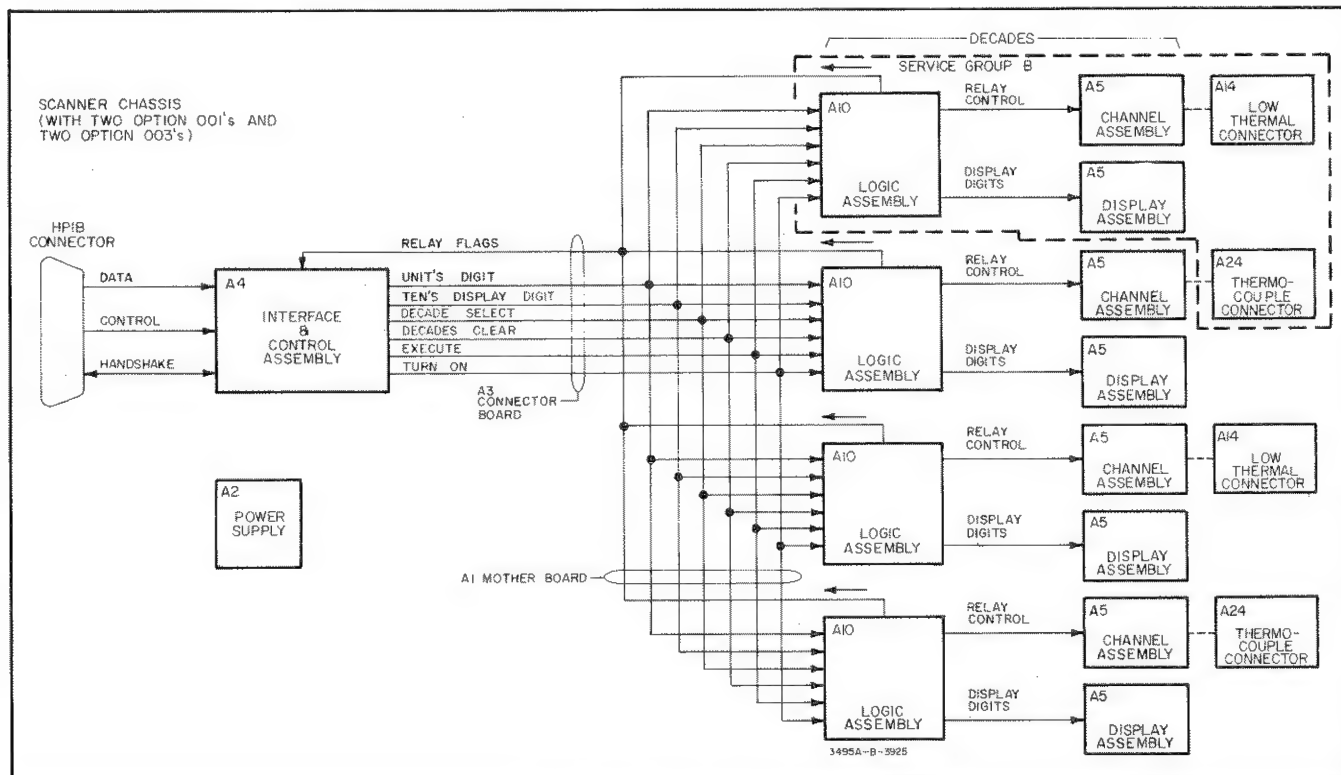 DECADES
SERVICE GROUP B
SCANNER CHASSIS
(WITH TWO OPTION 001's AND
TWO OPTION 003's)
HPIB
CONNECTOR
DATA
CONTROL
HANDSHAKE
A4
INTERFACE
&
CONTROL
ASSEMBLY
RELAY FLAGS
UNIT'S DIGIT
TEN'S DISPLAY DIGIT
DECADE SELECT
DECADES CLEAR
EXECUTE
TURN ON
A3
CONNECTOR
BOARD
A2
POWER
SUPPLY
A1 MOTHER BOARD
A10
LOGIC
ASSEMBLY
RELAY
CONTROL
A5
CHANNEL
ASSEMBLY
A14
LOW
THERMAL
CONNECTOR
DISPLAY
DIGITS
A5
DISPLAY
ASSEMBLY
A10
LOGIC
ASSEMBLY
RELAY
CONTROL
A5
CHANNEL
ASSEMBLY
A24
THERMO-
COUPLE
CONNECTOR
DISPLAY
DIGITS
A5
DISPLAY
ASSEMBLY
A10
LOGIC
ASSEMBLY
RELAY
CONTROL
A5
CHANNEL
ASSEMBLY
A14
LOW
THERMAL
CONNECTOR
DISPLAY
DIGITS
A5
DISPLAY
ASSEMBLY
A10
LOGIC
ASSEMBLY
RELAY
CONTROL
A5
CHANNEL
ASSEMBLY
A24
THERMO-
COUPLE
CONNECTOR
DISPLAY
DIGITS
A5
DISPLAY
ASSEMBLY
3495A-B-3925